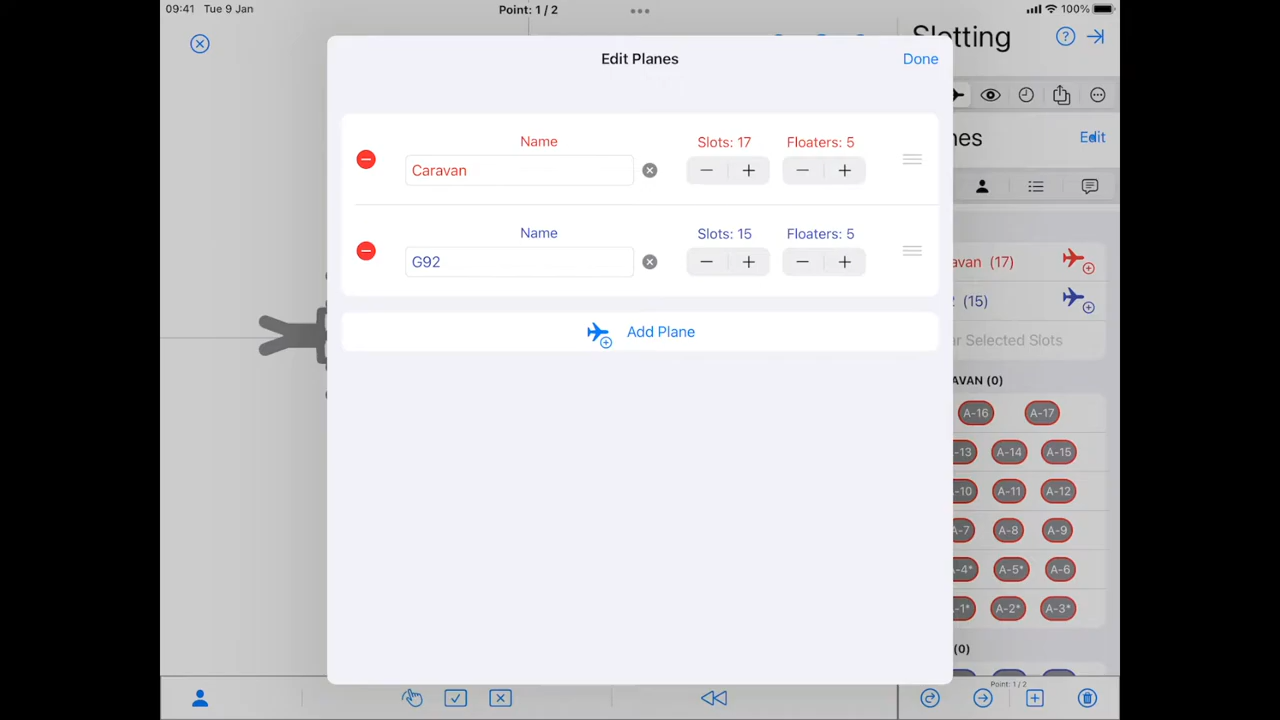 09:41 Tue 9 Jan
Point: 1 / 2
100%
Slotting
Edit Planes
Done
nes
Edit
Name
Slots: 17
Floaters: 5
Caravan
Name
Slots: 15
Floaters: 5
G92
Add Plane
avan (17)
(15)
r Selected Slots
AVAN (0)
A-16
A-17
-13
A-14
A-15
-10
A-11
A-12
A-7
A-8
A-9
-4*
A-5*
A-6
-1*
A-2*
A-3*
(0)
Point: 1 / 2